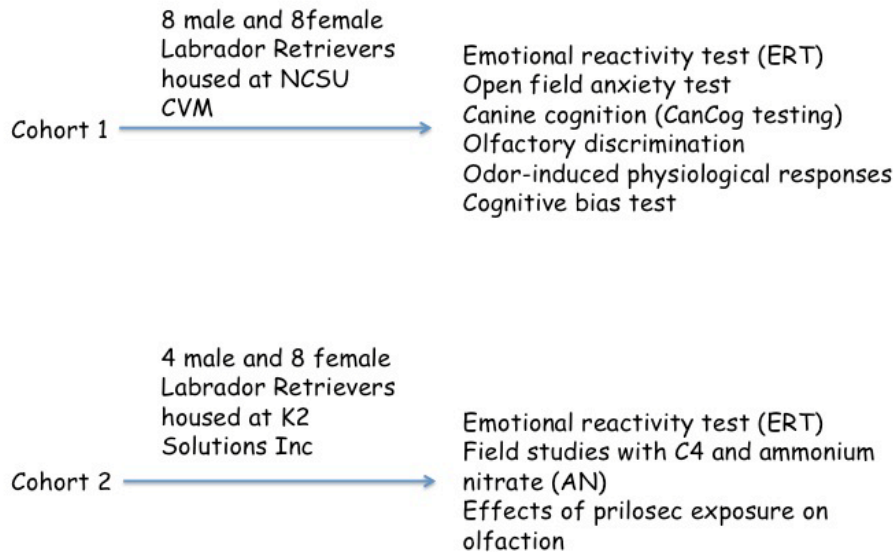 8 male and 8female
Labrador Retrievers
housed at NCSU
CVM
Cohort 1
Emotional reactivity test (ERT)
Open field anxiety test
Canine cognition (CanCog testing)
Olfactory discrimination
Odor-induced physiological responses
Cognitive bias test
4 male and 8 female
Labrador Retrievers
housed at K2
Solutions Inc
Cohort 2
Emotional reactivity test (ERT)
Field studies with C4 and ammonium
nitrate (AN)
Effects of prilosec exposure on
olfaction